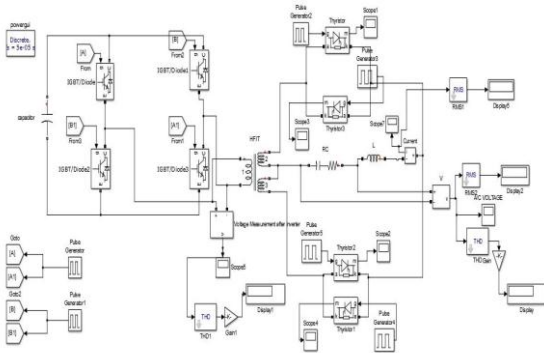 powergui
Discrete,
s = 5e-05 s
Pulse
Generator2
Thyristor
Scope1
[A]
From
[B]
From2
IGBT/Diode
IGBT/Diode1
Pulse
Generator5
Thyristor3
Scope3
Scope7
Current
RMS
RMS1
Display5
capacitor
[B1]
From3
[A1]
From1
IGBT/Diode2
IGBT/Diode3
HF/T
RC
L
V
RMS
RMS2
Display2
A/C VOLTAGE
Voltage Measurement after inverter
Pulse
Generator3
Thyristor2
Scope2
THD
THD
Gain
Display
Goto
[A]
[A1]
Goto2
[B]
[B1]
Pulse
Generator
Pulse
Generator1
THD
THD1
-K-
Gain1
Display1
Scope4
Thyristor1
Pulse
Generator4